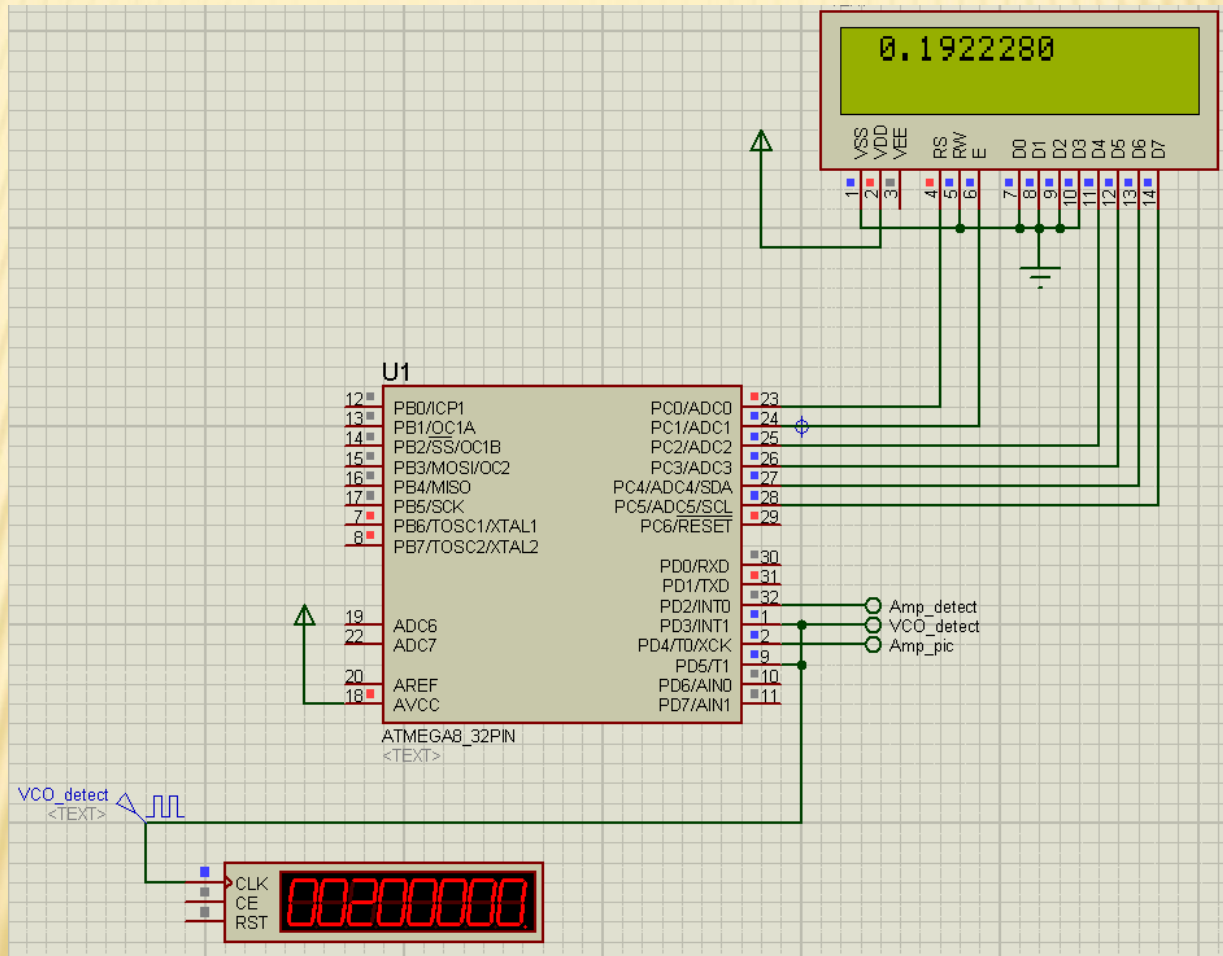 0.1922280
VSS
VDD
VEE
RS
RW
E
D0
D1
D2
D3
D4
D5
D6
D7
1
2
3
4
5
6
7
8
9
10
11
12
13
14
U1
12 PB0/ICP1 PC0/ADC0 23
13 PB1/OC1A PC1/ADC1 24
14 PB2/SS/OC1B PC2/ADC2 25
15 PB3/MOSI/OC2 PC3/ADC3 26
16 PB4/MISO PC4/ADC4/SDA 27
17 PB5/SCK PC5/ADC5/SCL 28
7 PB6/TOSC1/XTAL1 PC6/RESET 29
8 PB7/TOSC2/XTAL2
PD0/RXD 30
PD1/TXD 31
PD2/INT0 32 Amp_detect
19 ADC6 PD3/INT1 1 VCO_detect
22 ADC7 PD4/T0/XCK 2 Amp_pic
PD5/T1 9
20 AREF PD6/AIN0 10
18 AVCC PD7/AIN1 11
ATMEGA8_32PIN
<TEXT>
VCO_detect
<TEXT>
CLK
CE
RST
00200000.